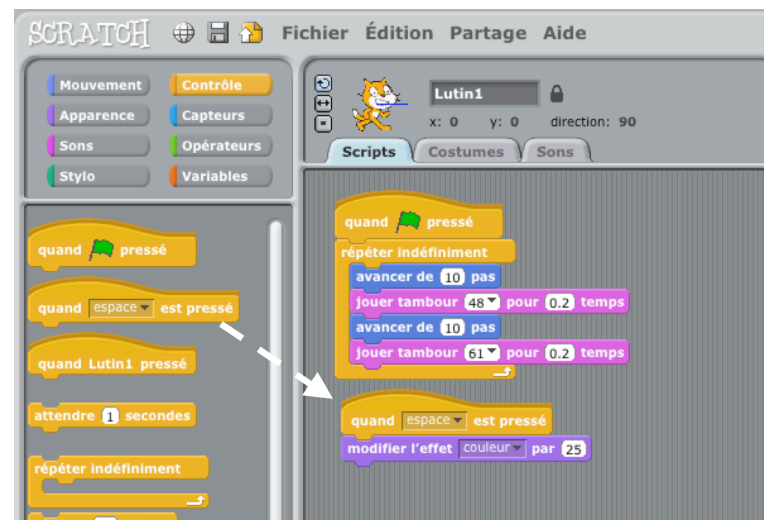 SCRATCH Fichier Édition Partage Aide
Mouvement Contrôle
Apparence Capteurs
Sons Opérateurs
Stylo Variables
quand pressé
quand espace est pressé
quand Lutin1 pressé
attendre 1 secondes
répéter indéfiniment
Lutin1
x: 0 y: 0 direction: 90
Scripts Costumes Sons
quand pressé
répéter indéfiniment
avancer de 10 pas
jouer tambour 48 pour 0.2 temps
avancer de 10 pas
jouer tambour 61 pour 0.2 temps
quand espace est pressé
modifier l'effet couleur par 25